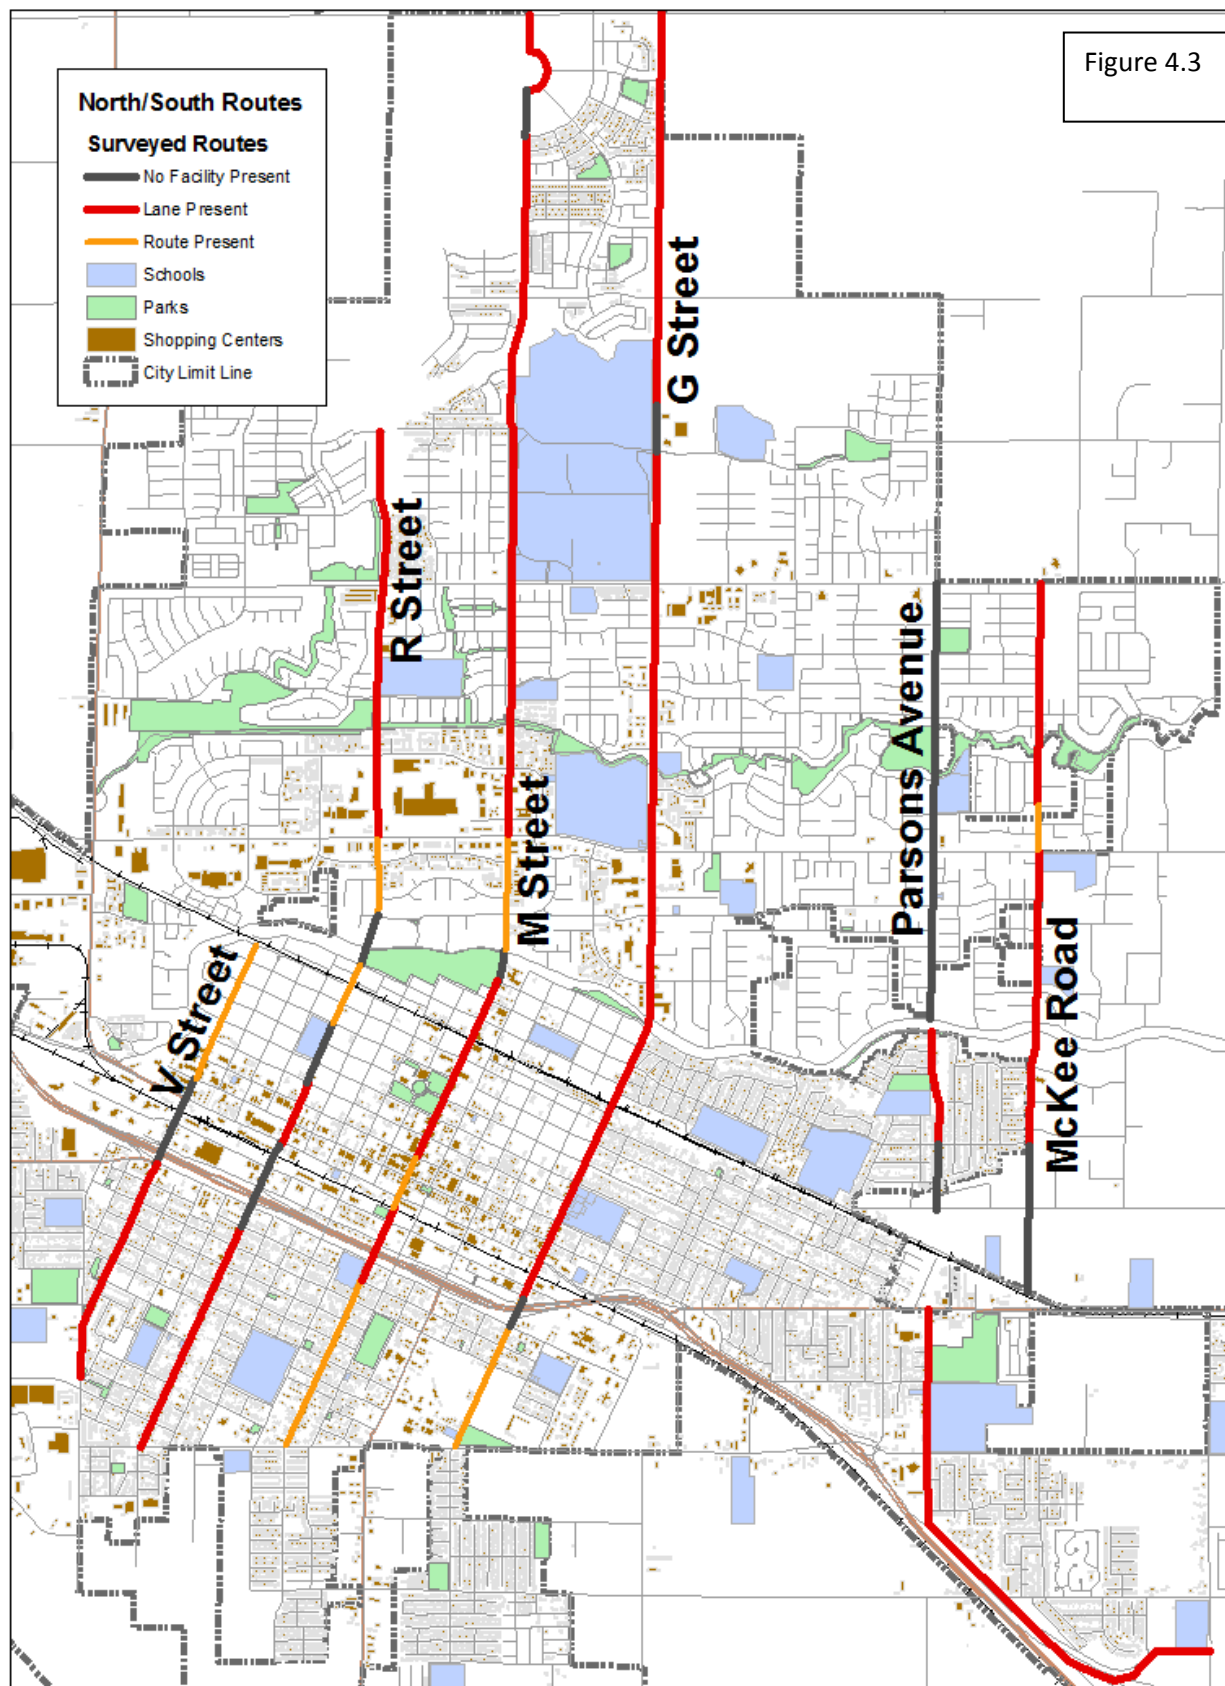 Figure 4.3
North/South Routes
Surveyed Routes
No Facility Present
Lane Present
Route Present
Schools
Parks
Shopping Centers
City Limit Line
G Street
R Street
Parsons Avenue
M Street
V Street
McKee Road